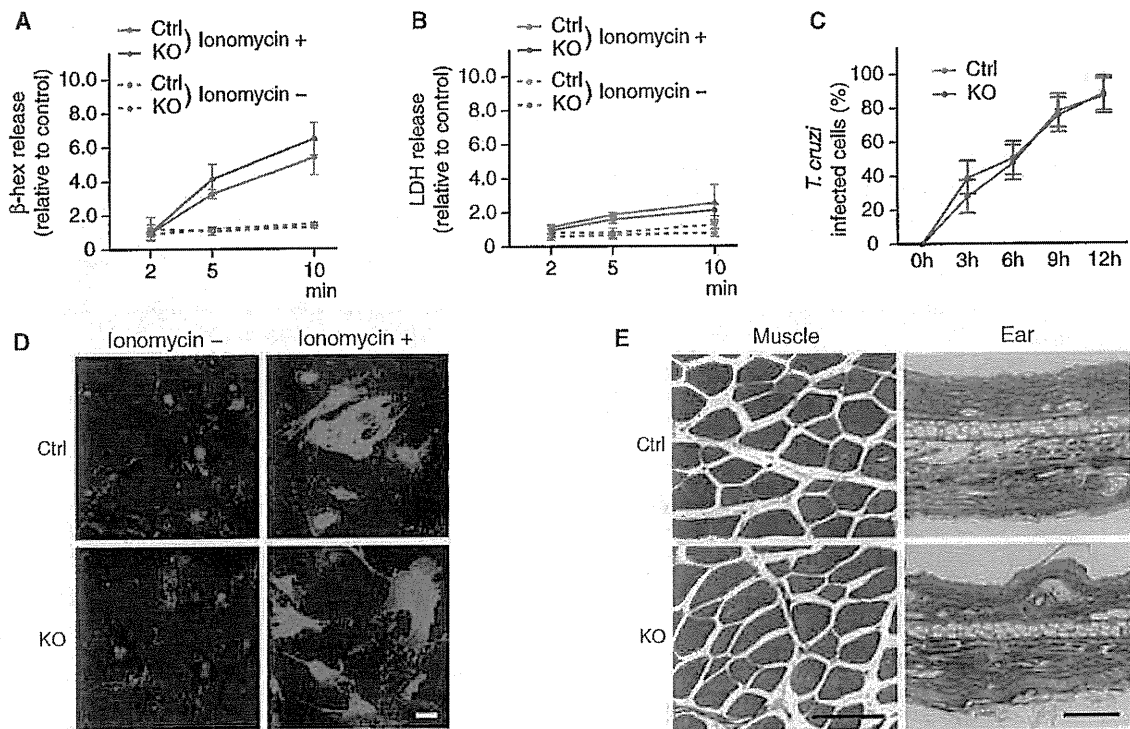 A
Ctrl
KO
) Ionomycin +
Ctrl
KO
) Ionomycin –
β-hex release
(relative to control)
10.0
8.0
6.0
4.0
2.0
0
2
5
10
min
B
Ctrl
KO
) Ionomycin +
Ctrl
KO
) Ionomycin –
LDH release
(relative to control)
10.0
8.0
6.0
4.0
2.0
0
2
5
10
min
C
Ctrl
KO
T. cruzi
infected cells (%)
100
80
60
40
20
0
0h
3h
6h
9h
12h
D
Ionomycin –
Ionomycin +
Ctrl
KO
E
Muscle
Ear
Ctrl
KO